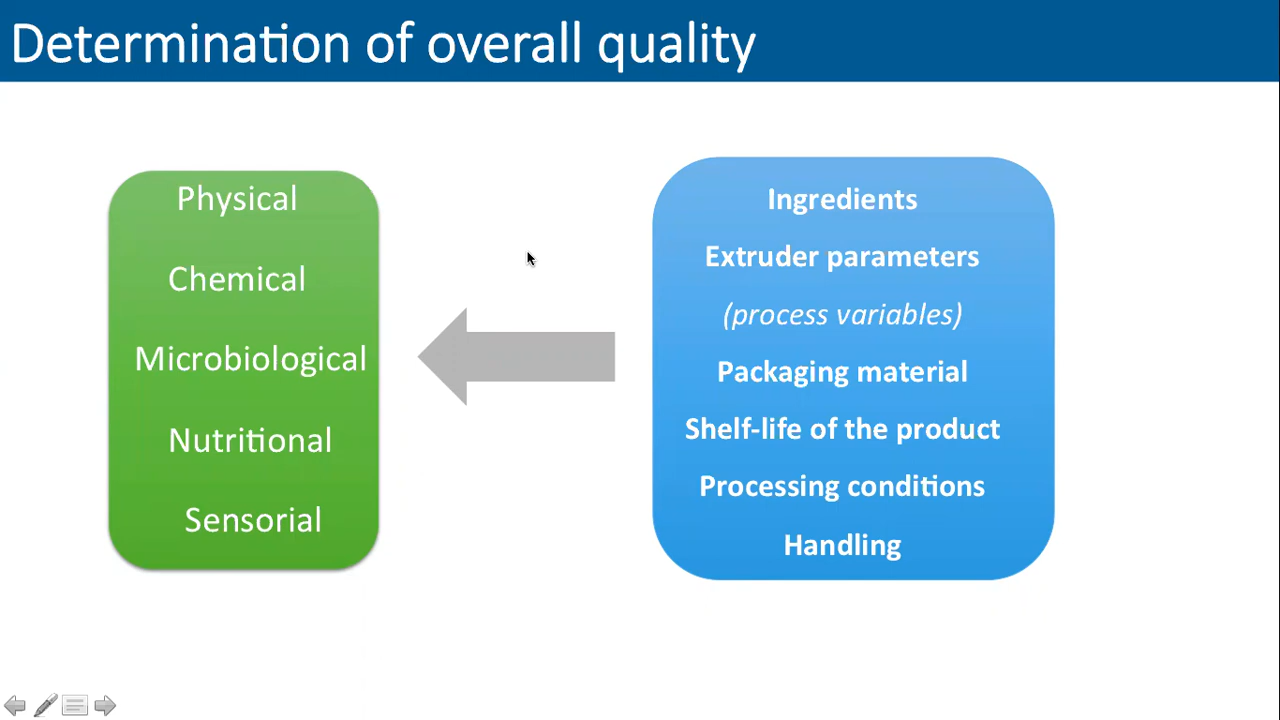 Determination of overall quality
Physical
Chemical
Microbiological
Nutritional
Sensorial
Ingredients
Extruder parameters
(process variables)
Packaging material
Shelf-life of the product
Processing conditions
Handling